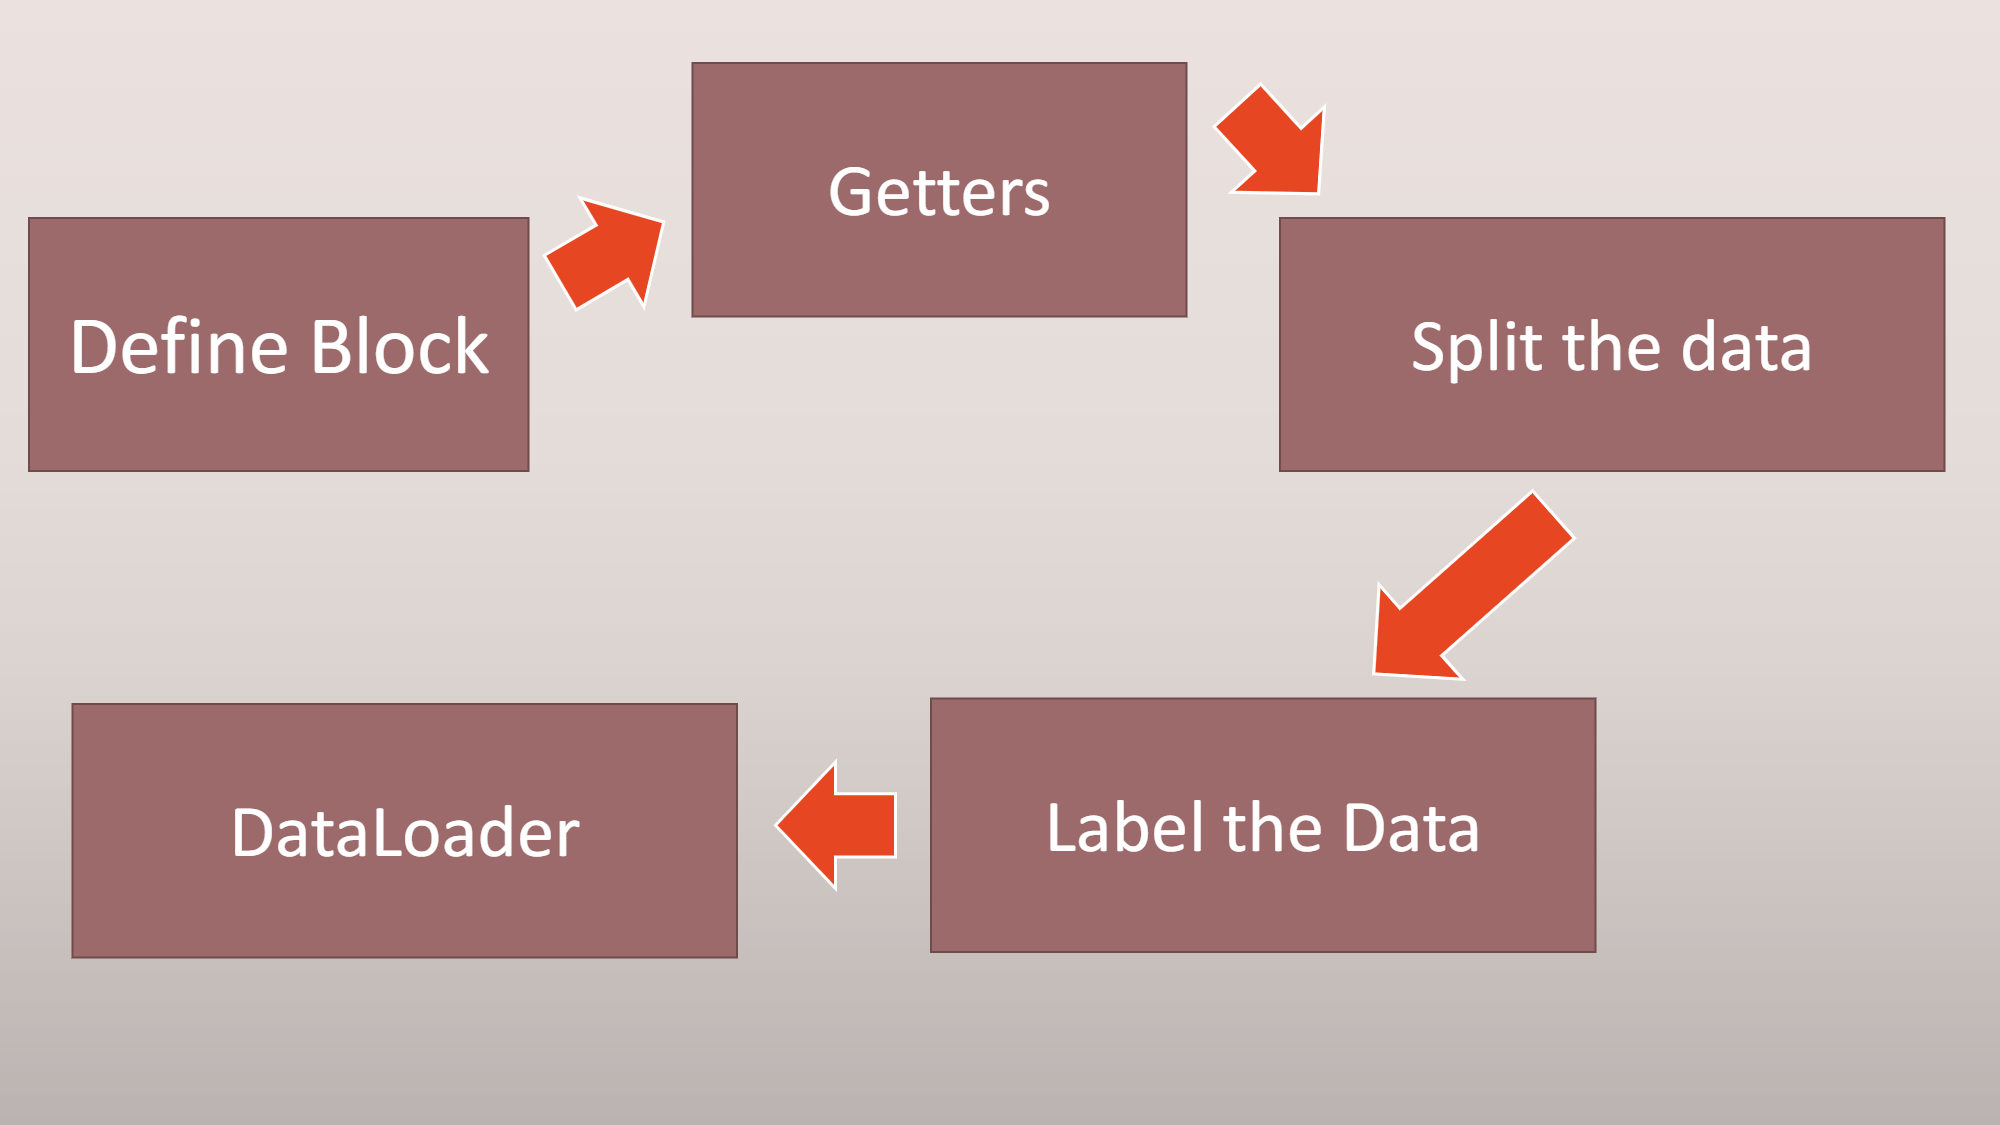 Define Block
Getters
Split the data
Label the Data
DataLoader